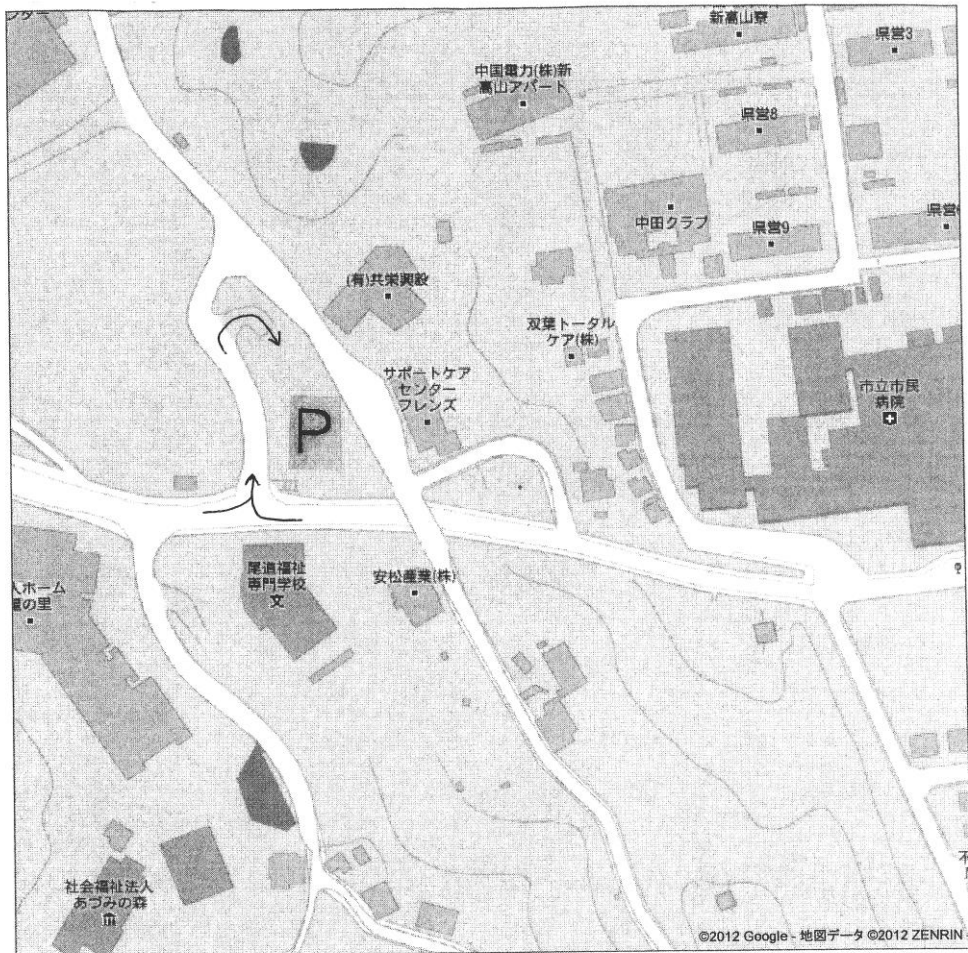 ンター
新高山寮
県営3
中国電力(株)新
高山アパート
県営8
中田クラブ
県営9
県営
(有)共栄興設
双葉トータル
ケア(株)
サポートケア
センター
フレンズ
市立市民
病院
P
尾道福祉
専門学校
文
安松産業(株)
人ホーム
星の里
社会福祉法人
あづみの森
不
©2012 Google - 地図データ ©2012 ZENRIN -